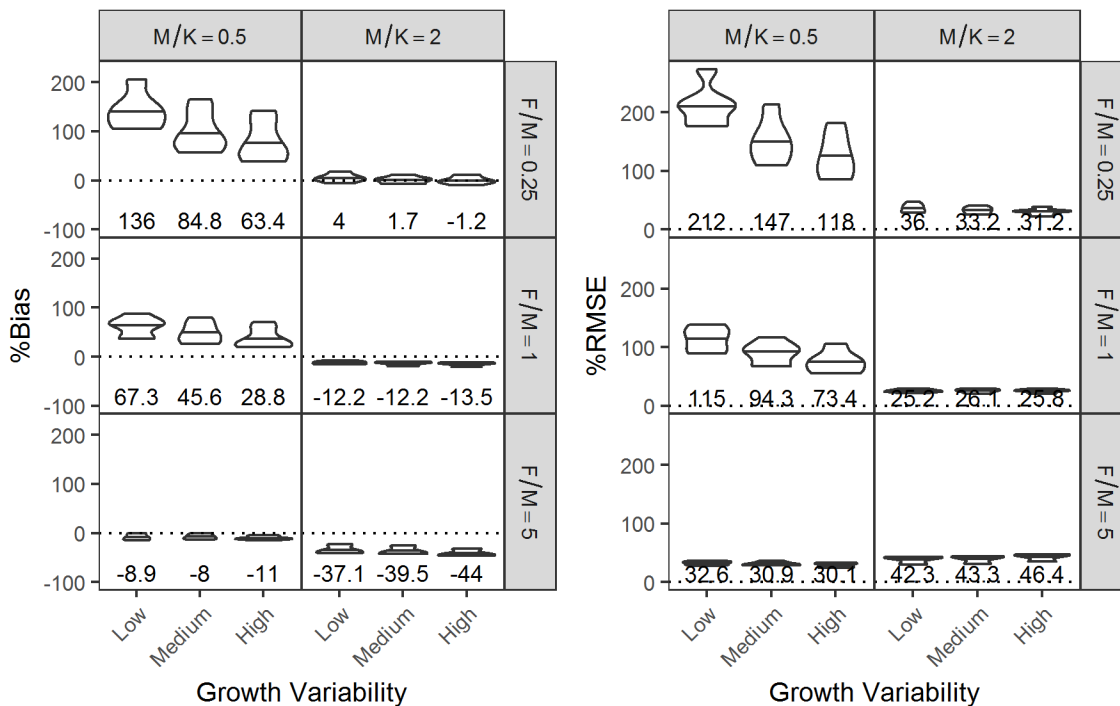 M/K = 0.5 M/K = 2
200
100
0
-100
136 84.8 63.4 4 1.7 -1.2
F/M = 0.25
200
100
0
-100
67.3 45.6 28.8 -12.2 -12.2 -13.5
F/M = 1
200
100
0
-100
-8.9 -8 -11 -37.1 -39.5 -44
F/M = 5
%Bias
Low Medium High Low Medium High
Growth Variability
M/K = 0.5 M/K = 2
200
100
0
212 147 118 36 33.2 31.2
F/M = 0.25
200
100
0
115 94.3 73.4 25.2 26.1 25.8
F/M = 1
200
100
0
32.6 30.9 30.1 42.3 43.3 46.4
F/M = 5
%RMSE
Low Medium High Low Medium High
Growth Variability